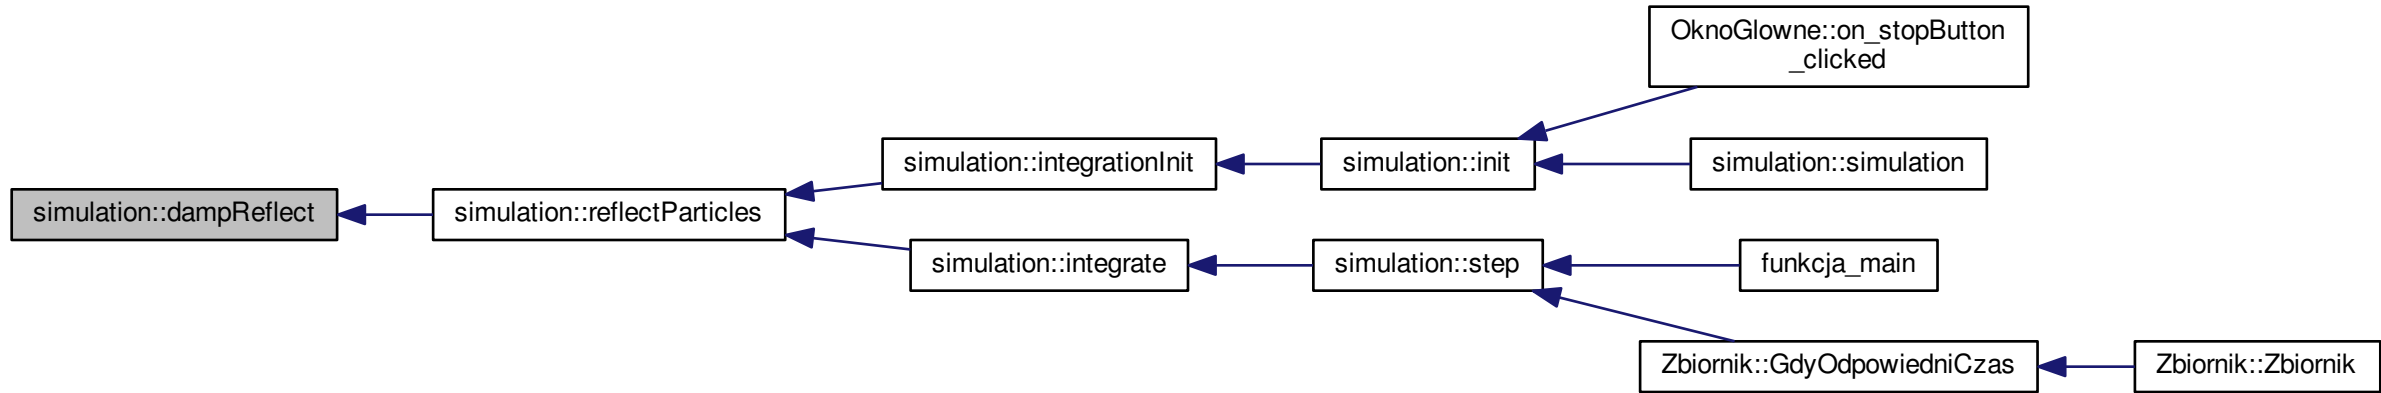 OknoGlowne::on_stopButton
_clicked
simulation::integrationInit
simulation::init
simulation::simulation
simulation::dampReflect
simulation::reflectParticles
simulation::integrate
simulation::step
funkcja_main
Zbiornik::GdyOdpowiedniCzas
Zbiornik::Zbiornik